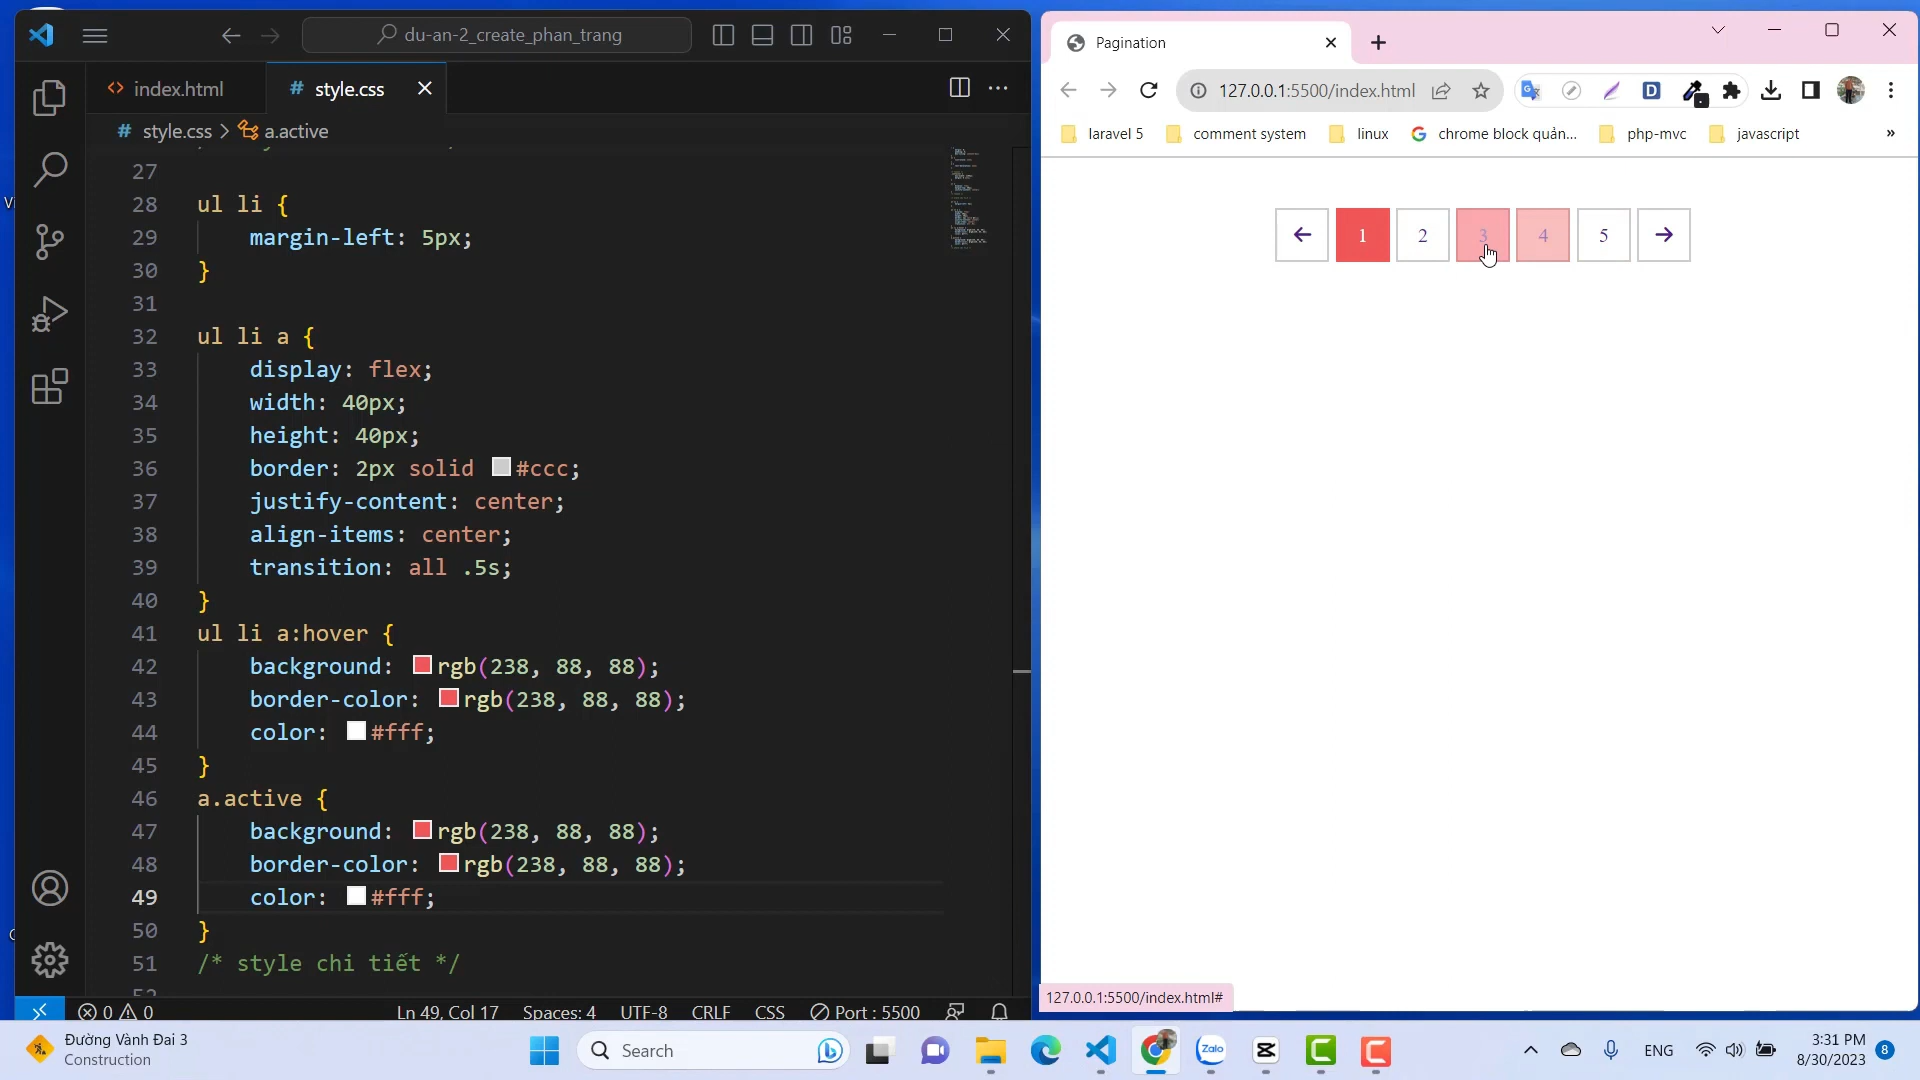 du-an-2_create_phan_trang
index.html
# style.css
# style.css > a.active
27
28 ul li {
29 margin-left: 5px;
30 }
31
32 ul li a {
33 display: flex;
34 width: 40px;
35 height: 40px;
36 border: 2px solid #ccc;
37 justify-content: center;
38 align-items: center;
39 transition: all .5s;
40 }
41 ul li a:hover {
42 background: rgb(238, 88, 88);
43 border-color: rgb(238, 88, 88);
44 color: #fff;
45 }
46 a.active {
47 background: rgb(238, 88, 88);
48 border-color: rgb(238, 88, 88);
49 color: #fff;
50 }
51 /* style chi tiết */
0 0 Ln 49, Col 17 Spaces: 4 UTF-8 CRLF CSS Port : 5500
Pagination
127.0.0.1:5500/index.html
laravel 5 comment system linux chrome block quản... php-mvc javascript »
← 1 2 3 4 5 →
127.0.0.1:5500/index.html#
Đường Vành Đai 3
Construction
Search
Zalo
ENG
3:31 PM
8/30/2023
8